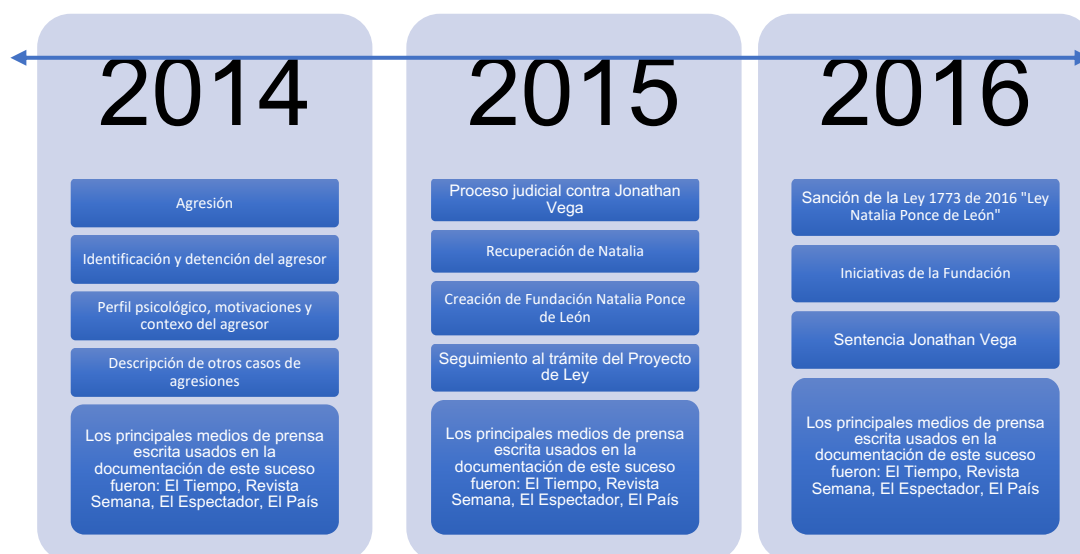 2014
Agresión
Identificación y detención del agresor
Perfil psicológico, motivaciones y
contexo del agresor
Descripción de otros casos de
agresiones
Los principales medios de prensa
escrita usados en la
documentación de este suceso
fueron: El Tiempo, Revista
Semana, El Espectador, El País
2015
Proceso judicial contra Jonathan
Vega
Recuperación de Natalia
Creación de Fundación Natalia Ponce
de León
Seguimiento al trámite del Proyecto
de Ley
Los principales medios de prensa
escrita usados en la
documentación de este suceso
fueron: El Tiempo, Revista
Semana, El Espectador, El País
2016
Sanción de la Ley 1773 de 2016 "Ley
Natalia Ponce de León"
Iniciativas de la Fundación
Sentencia Jonathan Vega
Los principales medios de prensa
escrita usados en la
documentación de este suceso
fueron: El Tiempo, Revista
Semana, El Espectador, El País